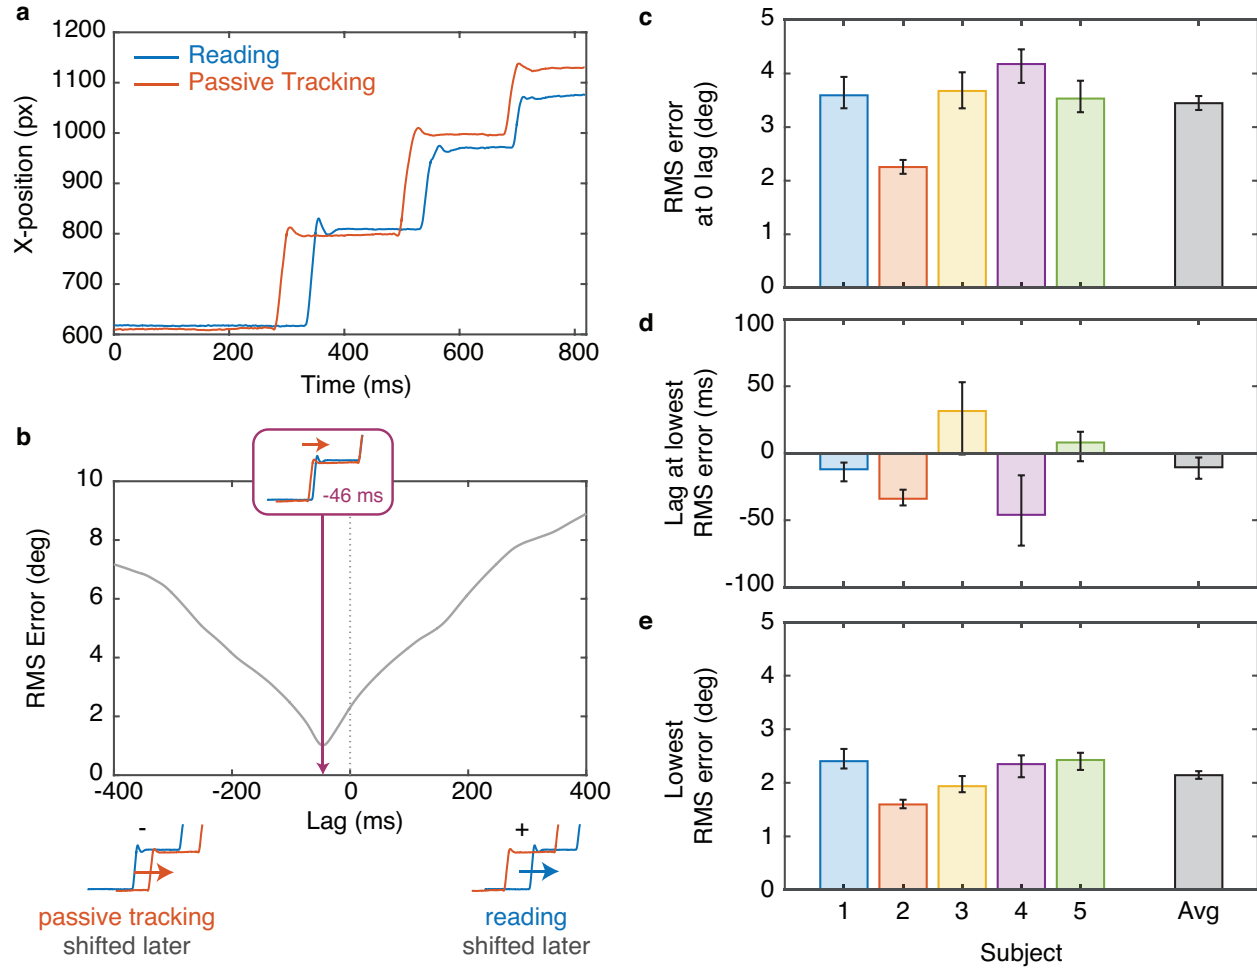 a
1200
1100
1000
900
800
700
600
X-position (px)
Reading
Passive Tracking
0
200
400
600
800
Time (ms)
b
10
8
6
4
2
0
RMS Error (deg)
-46 ms
-400
-200
0
200
400
Lag (ms)
-
passive tracking
shifted later
+
reading
shifted later
c
5
4
3
2
1
0
RMS error
at 0 lag (deg)
d
100
50
0
-50
-100
Lag at lowest
RMS error (ms)
e
5
4
3
2
1
0
Lowest
RMS error (deg)
1
2
3
4
5
Avg
Subject